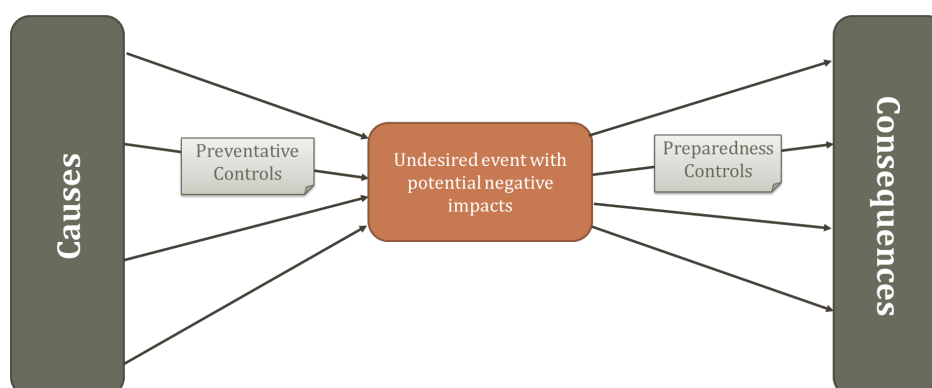 Causes
Preventative
Controls
Undesired event with
potential negative
impacts
Preparedness
Controls
Consequences